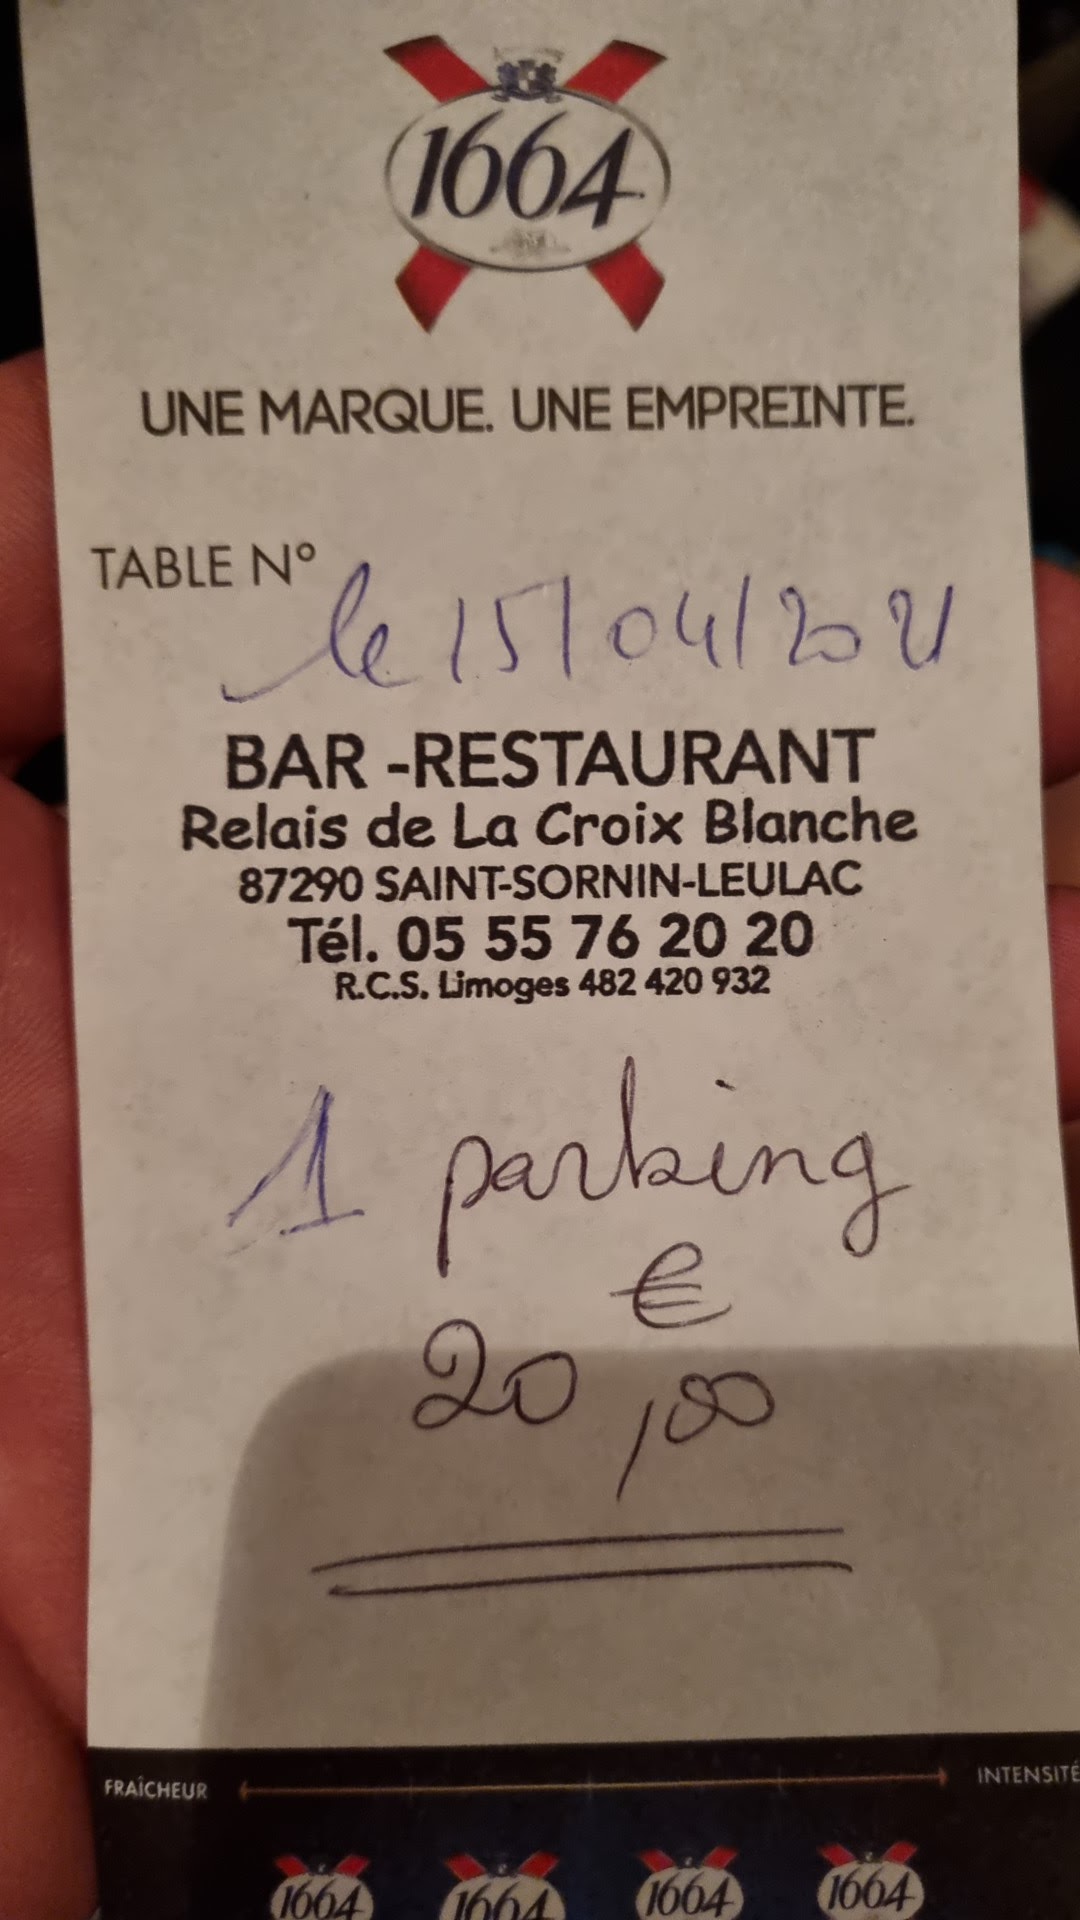 1664
UNE MARQUE. UNE EMPREINTE.
TABLE N°
le 15/04/2021
BAR -RESTAURANT
Relais de La Croix Blanche
87290 SAINT-SORNIN-LEULAC
Tél. 05 55 76 20 20
R.C.S. Limoges 482 420 932
1 parking
€
20,00
FRAÎCHEUR INTENSITÉ
1664 1664 1664 1664